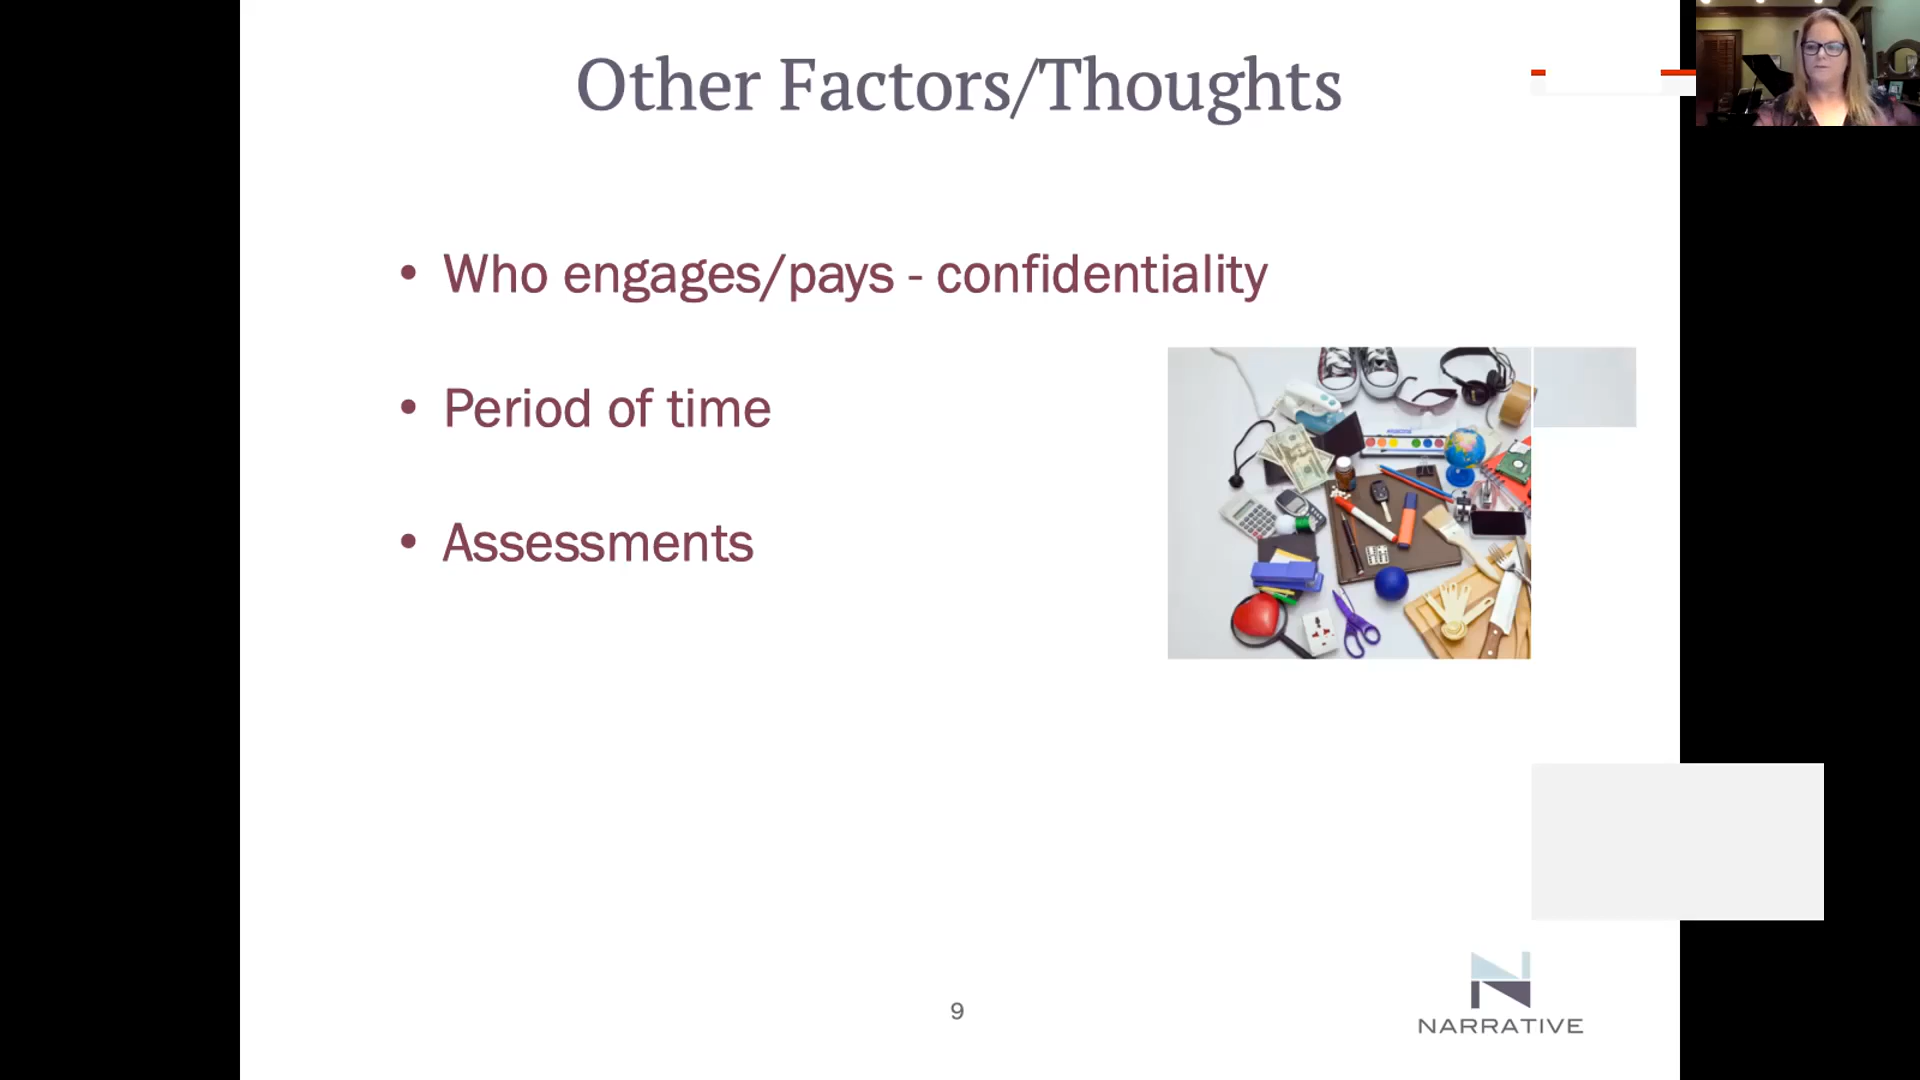 Other Factors/Thoughts
• Who engages/pays - confidentiality
• Period of time
• Assessments
9
NARRATIVE